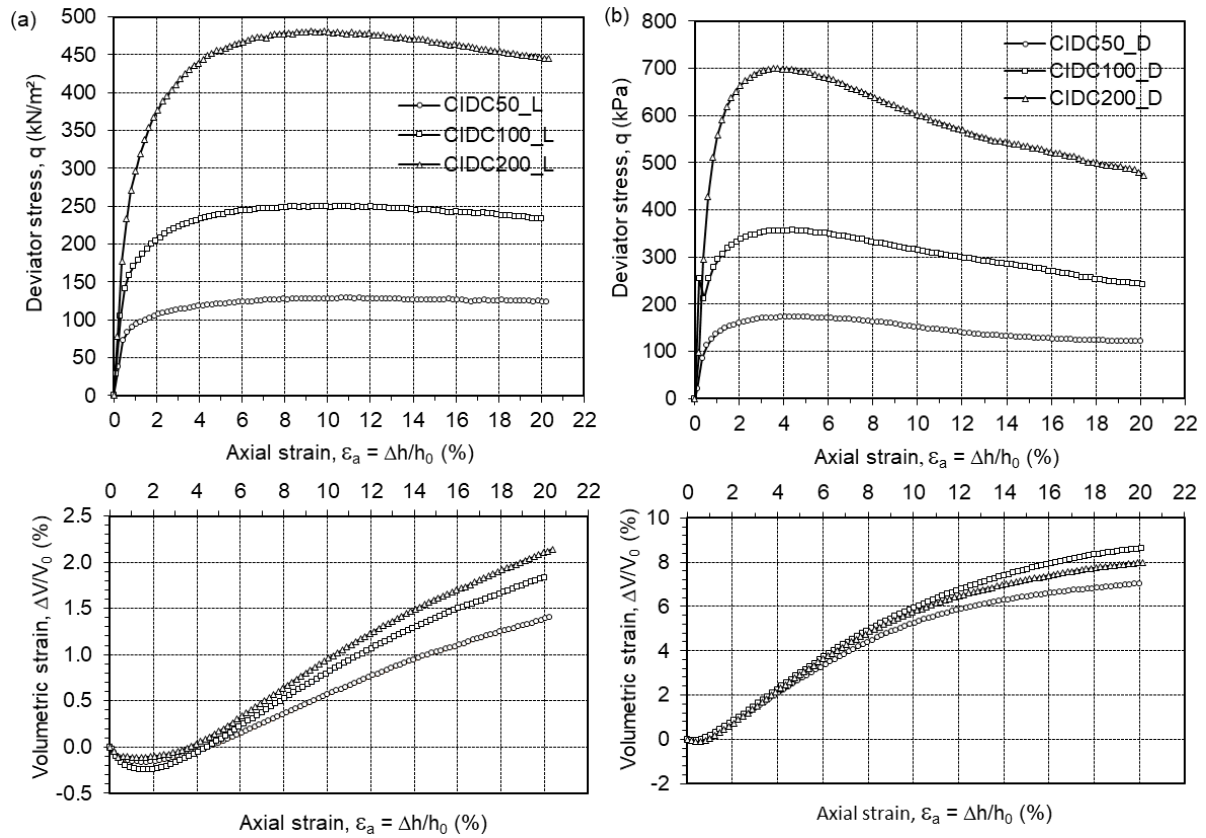 (a)
500
450
400
350
300
250
200
150
100
50
0
Deviator stress, q (kN/m²)
CIDC50_L
CIDC100_L
CIDC200_L
0 2 4 6 8 10 12 14 16 18 20 22
Axial strain, εa = Δh/h0 (%)
(b)
800
700
600
500
400
300
200
100
0
Deviator stress, q (kPa)
CIDC50_D
CIDC100_D
CIDC200_D
0 2 4 6 8 10 12 14 16 18 20 22
Axial strain, εa = Δh/h0 (%)
0 2 4 6 8 10 12 14 16 18 20 22
2.5
2.0
1.5
1.0
0.5
0.0
-0.5
Volumetric strain, ΔV/V0 (%)
Axial strain, εa = Δh/h0 (%)
0 2 4 6 8 10 12 14 16 18 20 22
10
8
6
4
2
0
-2
Volumetric strain, ΔV/V0 (%)
Axial strain, εa = Δh/h0 (%)